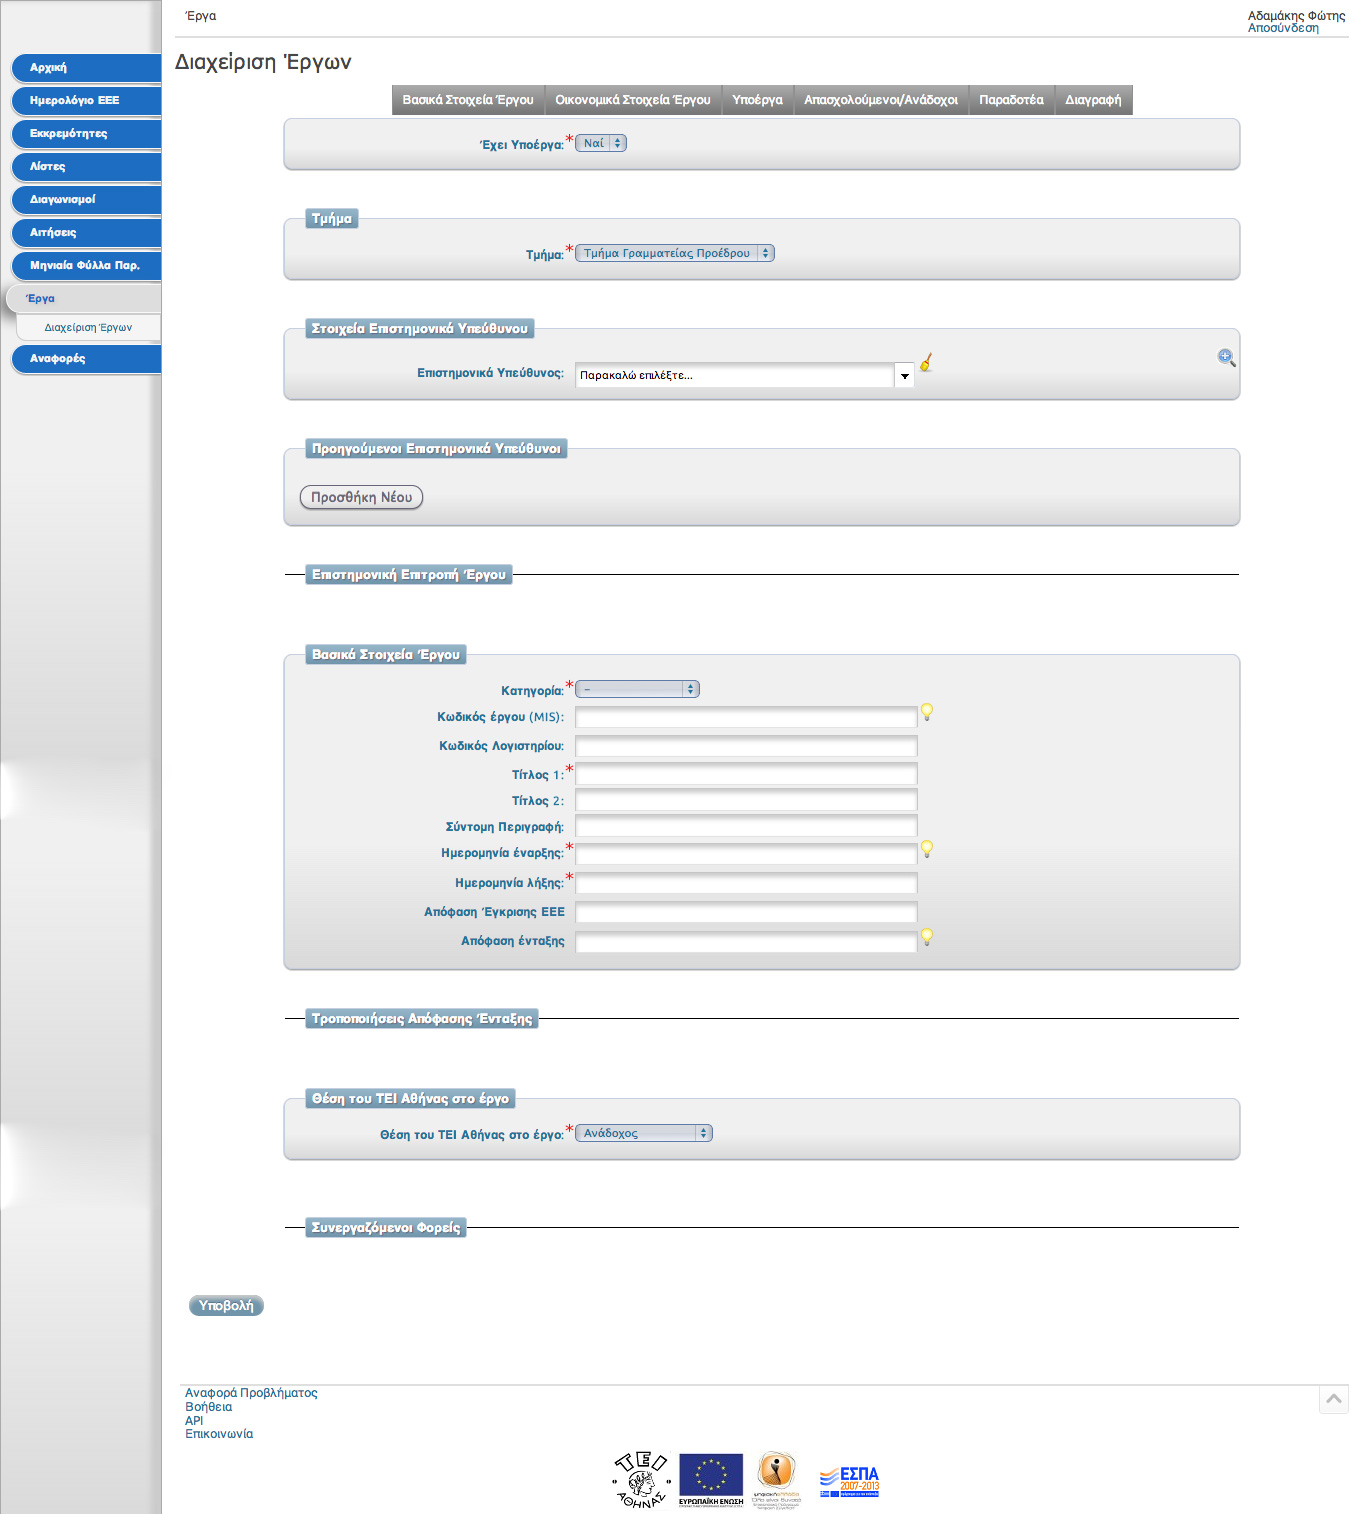 Έργα
Αδαμάκης Φώτης
Αποσύνδεση
Αρχική
Ημερολόγιο ΕΕΕ
Εκκρεμότητες
Λίστες
Διαγωνισμοί
Αιτήσεις
Μηνιαία Φύλλα Παρ.
Έργα
Διαχείριση Έργων
Αναφορές
Διαχείριση Έργων
Βασικά Στοιχεία Έργου Οικονομικά Στοιχεία Έργου Υποέργα Απασχολούμενοι/Ανάδοχοι Παραδοτέα Διαγραφή
Έχει Υποέργα:* Ναί
Τμήμα
Τμήμα:* Τμήμα Γραμματείας Προέδρου
Στοιχεία Επιστημονικά Υπεύθυνου
Επιστημονικά Υπεύθυνος: Παρακαλώ επιλέξτε...
Προηγούμενοι Επιστημονικά Υπεύθυνοι
Προσθήκη Νέου
Επιστημονική Επιτροπή Έργου
Βασικά Στοιχεία Έργου
Κατηγορία:* –
Κωδικός έργου (MIS):
Κωδικός Λογιστηρίου:
Τίτλος 1:*
Τίτλος 2:
Σύντομη Περιγραφή:
Ημερομηνία έναρξης:*
Ημερομηνία λήξης:*
Απόφαση Έγκρισης ΕΕΕ
Απόφαση ένταξης
Τροποποιήσεις Απόφασης Ένταξης
Θέση του ΤΕΙ Αθήνας στο έργο
Θέση του ΤΕΙ Αθήνας στο έργο:* Ανάδοχος
Συνεργαζόμενοι Φορείς
Υποβολή
Αναφορά Προβλήματος
Βοήθεια
API
Επικοινωνία
ΤΕΙ
ΑΘΗΝΑΣ
ΕΥΡΩΠΑΪΚΗ ΕΝΩΣΗ
ψηφιακή ελλάδα
Όλα είναι δυνατά
ΕΣΠΑ
2007-2013